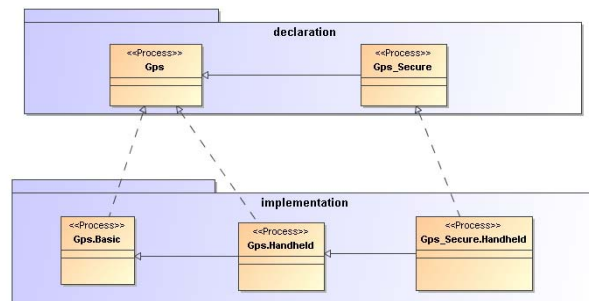 declaration
<<Process>>
Gps
<<Process>>
Gps_Secure
implementation
<<Process>>
Gps.Basic
<<Process>>
Gps.Handheld
<<Process>>
Gps_Secure.Handheld